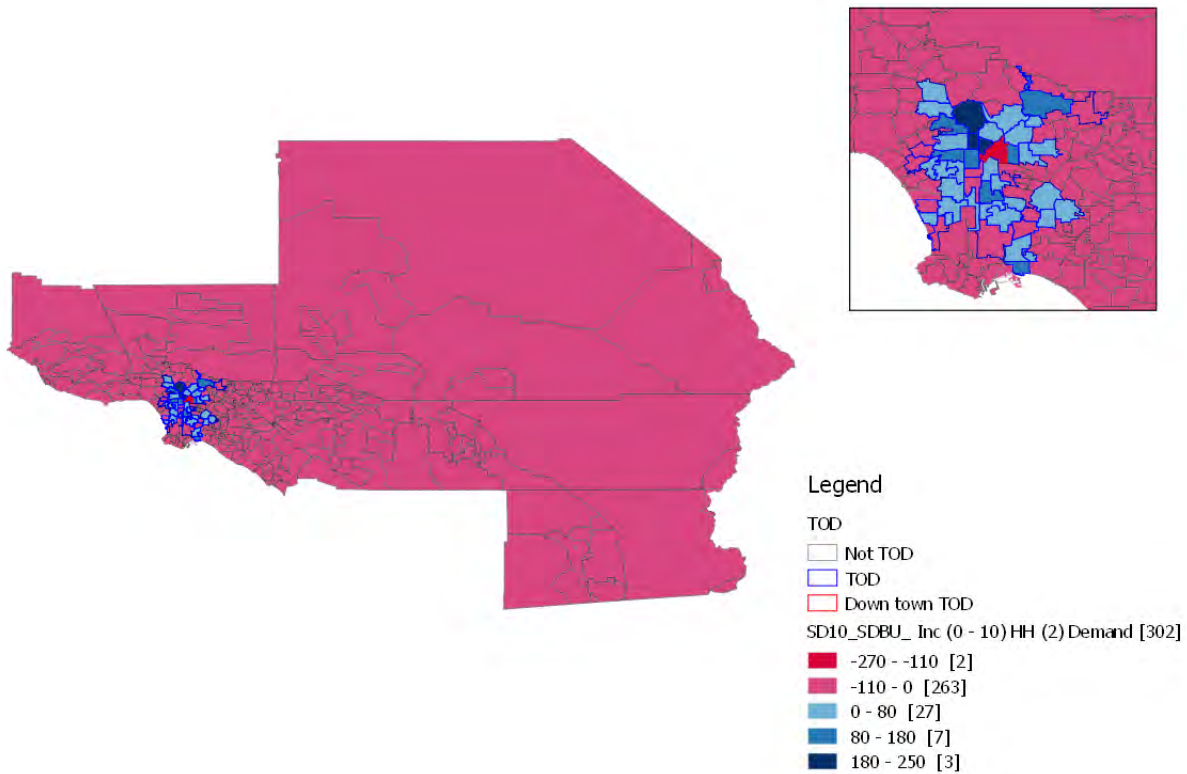 Legend
TOD
Not TOD
TOD
Down town TOD
SD10_SDBU_ Inc (0 - 10) HH (2) Demand [302]
-270 - -110 [2]
-110 - 0 [263]
0 - 80 [27]
80 - 180 [7]
180 - 250 [3]